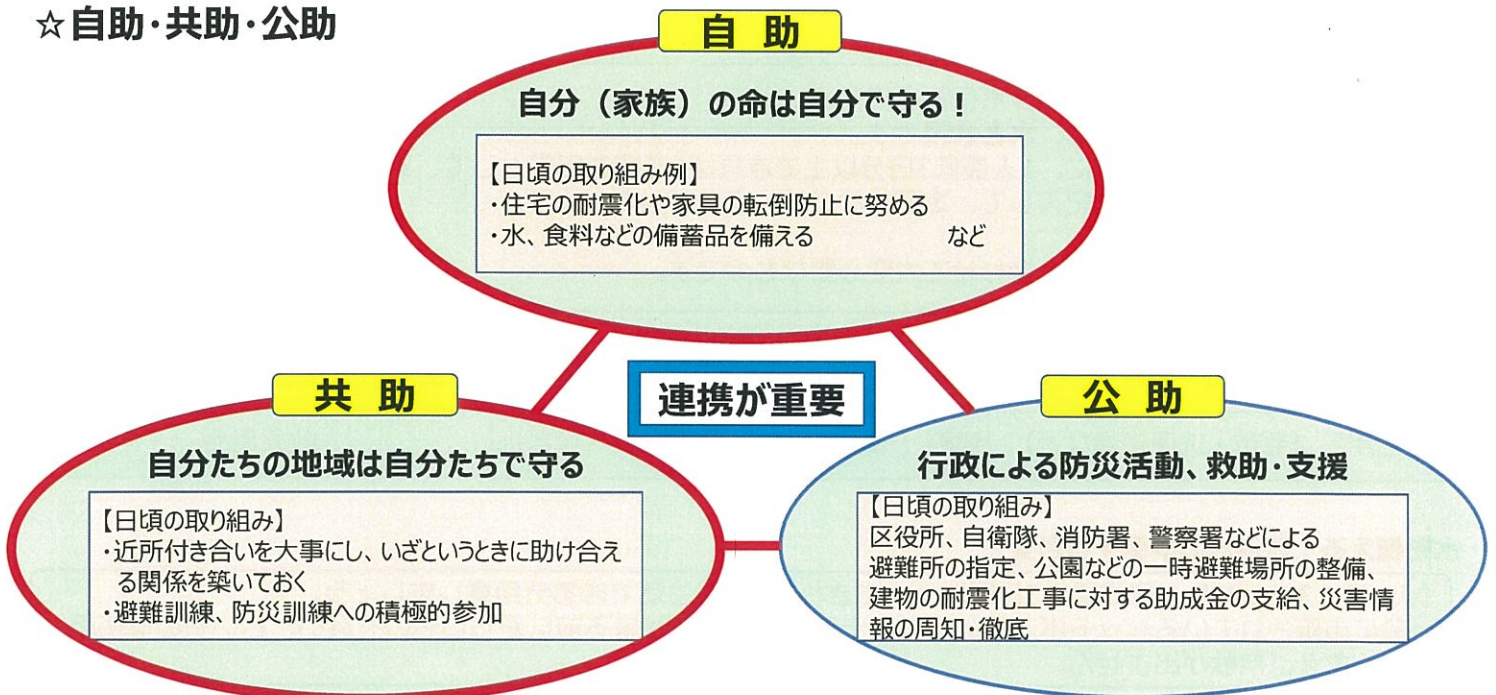 ☆自助・共助・公助
自 助
自分（家族）の命は自分で守る！
【日頃の取り組み例】
・住宅の耐震化や家具の転倒防止に努める
・水、食料などの備蓄品を備える　など
連携が重要
共 助
自分たちの地域は自分たちで守る
【日頃の取り組み】
・近所付き合いを大事にし、いざというときに助け合え
る関係を築いておく
・避難訓練、防災訓練への積極的参加
公 助
行政による防災活動、救助・支援
【日頃の取り組み】
区役所、自衛隊、消防署、警察署などによる
避難所の指定、公園などの一時避難場所の整備、
建物の耐震化工事に対する助成金の支給、災害情
報の周知・徹底